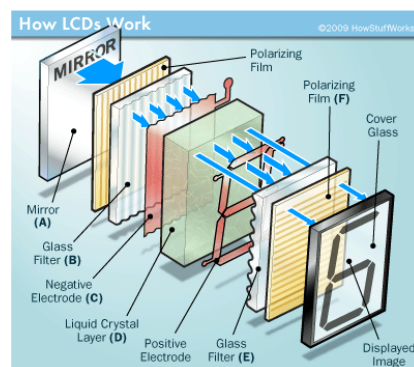 How LCDs Work
©2009 HowStuffWorks
MIRROR
Polarizing
Film
Polarizing
Film (F)
Cover
Glass
Mirror
(A)
Glass
Filter (B)
Negative
Electrode (C)
Liquid Crystal
Layer (D)
Positive
Electrode
Glass
Filter (E)
Displayed
Image